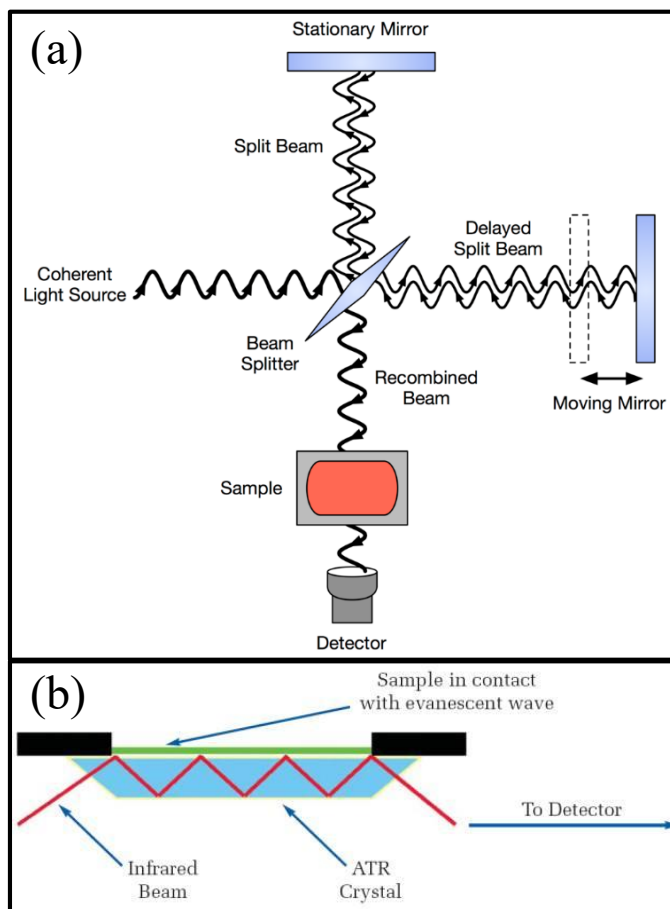 (a)
Stationary Mirror
Split Beam
Delayed
Split Beam
Coherent
Light Source
Beam
Splitter
Recombined
Beam
Moving Mirror
Sample
Detector
(b)
Sample in contact
with evanescent wave
To Detector
Infrared
Beam
ATR
Crystal